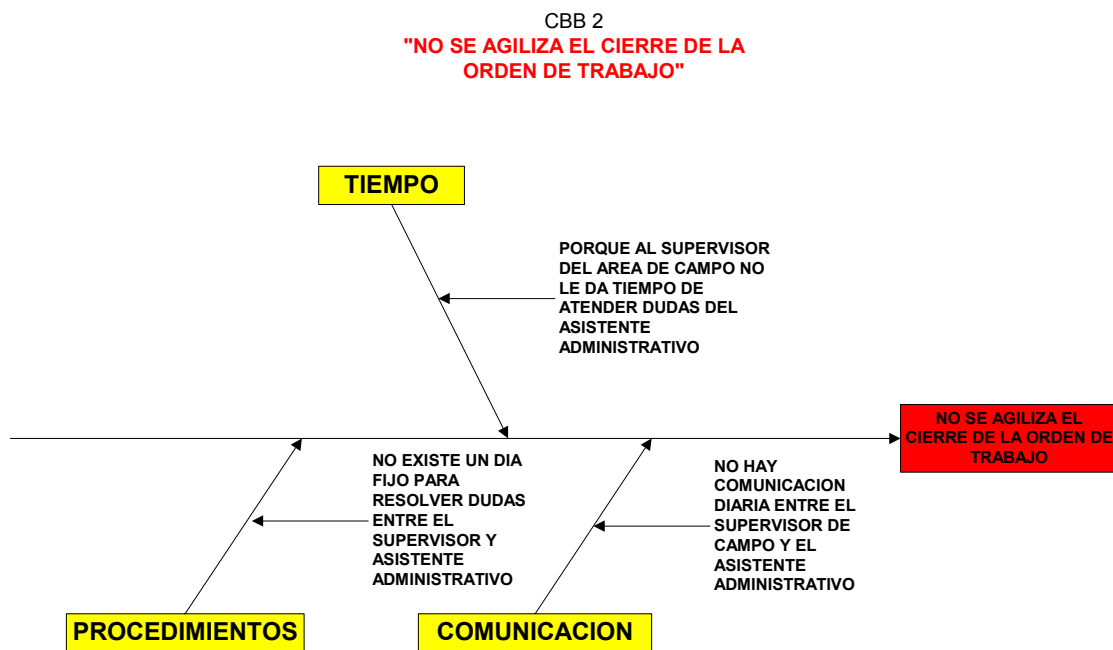 CBB 2
"NO SE AGILIZA EL CIERRE DE LA
ORDEN DE TRABAJO"
TIEMPO
PORQUE AL SUPERVISOR
DEL AREA DE CAMPO NO
LE DA TIEMPO DE
ATENDER DUDAS DEL
ASISTENTE
ADMINISTRATIVO
NO SE AGILIZA EL
CIERRE DE LA ORDEN DE
TRABAJO
NO EXISTE UN DIA
FIJO PARA
RESOLVER DUDAS
ENTRE EL
SUPERVISOR Y
ASISTENTE
ADMINISTRATIVO
NO HAY
COMUNICACION
DIARIA ENTRE EL
SUPERVISOR DE
CAMPO Y EL
ASISTENTE
ADMINISTRATIVO
PROCEDIMIENTOS
COMUNICACION